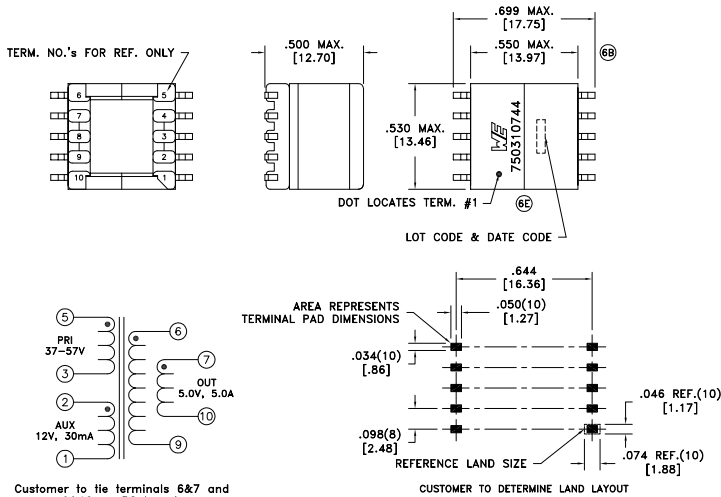 TERM. NO.'s FOR REF. ONLY
.500 MAX.
[12.70]
.699 MAX.
[17.75]
.550 MAX.
[13.97]
6B
6
7
8
9
10
5
4
3
2
1
.530 MAX.
[13.46]
WE
750310744
DOT LOCATES TERM. #1
6E
LOT CODE & DATE CODE
5
PRI
37-57V
3
2
AUX
12V, 30mA
1
6
7
OUT
5.0V, 5.0A
10
9
Customer to tie terminals 6&7 and
.644
[16.36]
AREA REPRESENTS
TERMINAL PAD DIMENSIONS
.050(10)
[1.27]
.034(10)
[.86]
.098(8)
[2.48]
.046 REF.(10)
[1.17]
.074 REF.(10)
[1.88]
REFERENCE LAND SIZE
CUSTOMER TO DETERMINE LAND LAYOUT